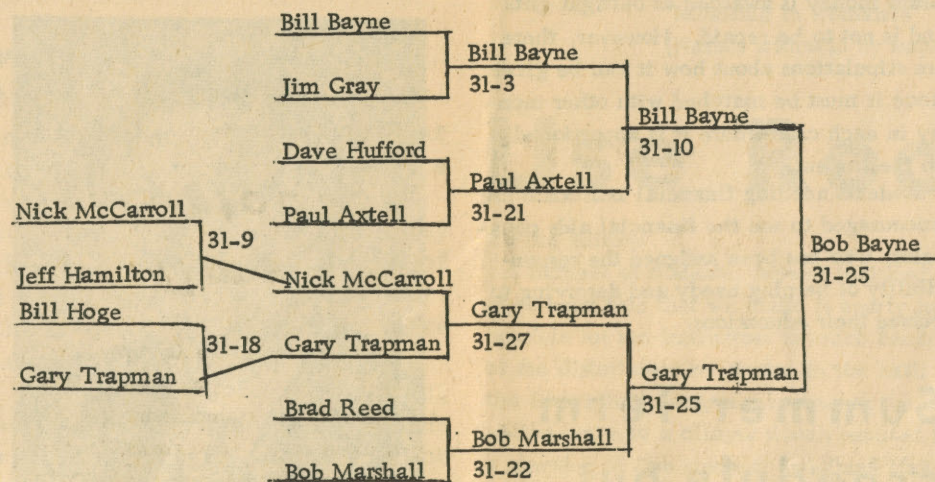 Bill Bayne
Jim Gray
Bill Bayne
31-3
Dave Hufford
Paul Axtell
Paul Axtell
31-21
Bill Bayne
31-10
Nick McCarroll
Jeff Hamilton
31-9
Bill Hoge
Gary Trapman
31-18
Nick McCarroll
Gary Trapman
Gary Trapman
31-27
Brad Reed
Bob Marshall
Bob Marshall
31-22
Gary Trapman
31-25
Bob Bayne
31-25